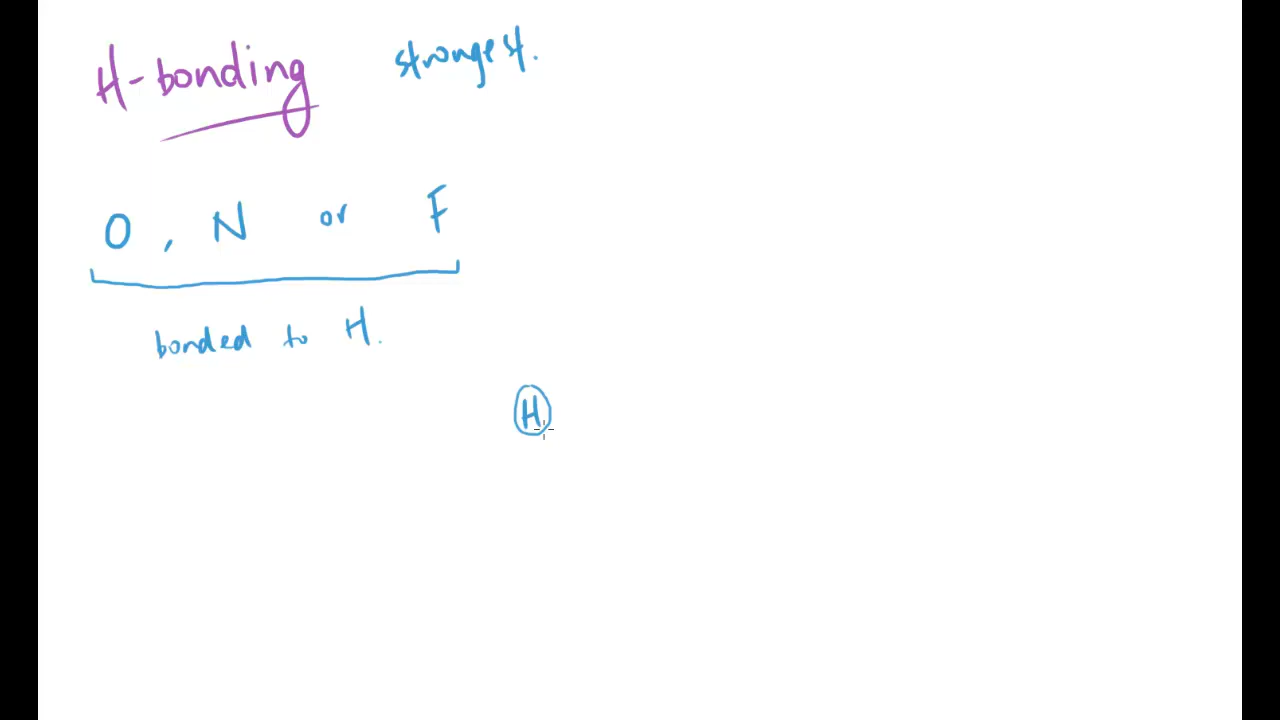 H-bonding strongest.
O, N or F
bonded to H.
H